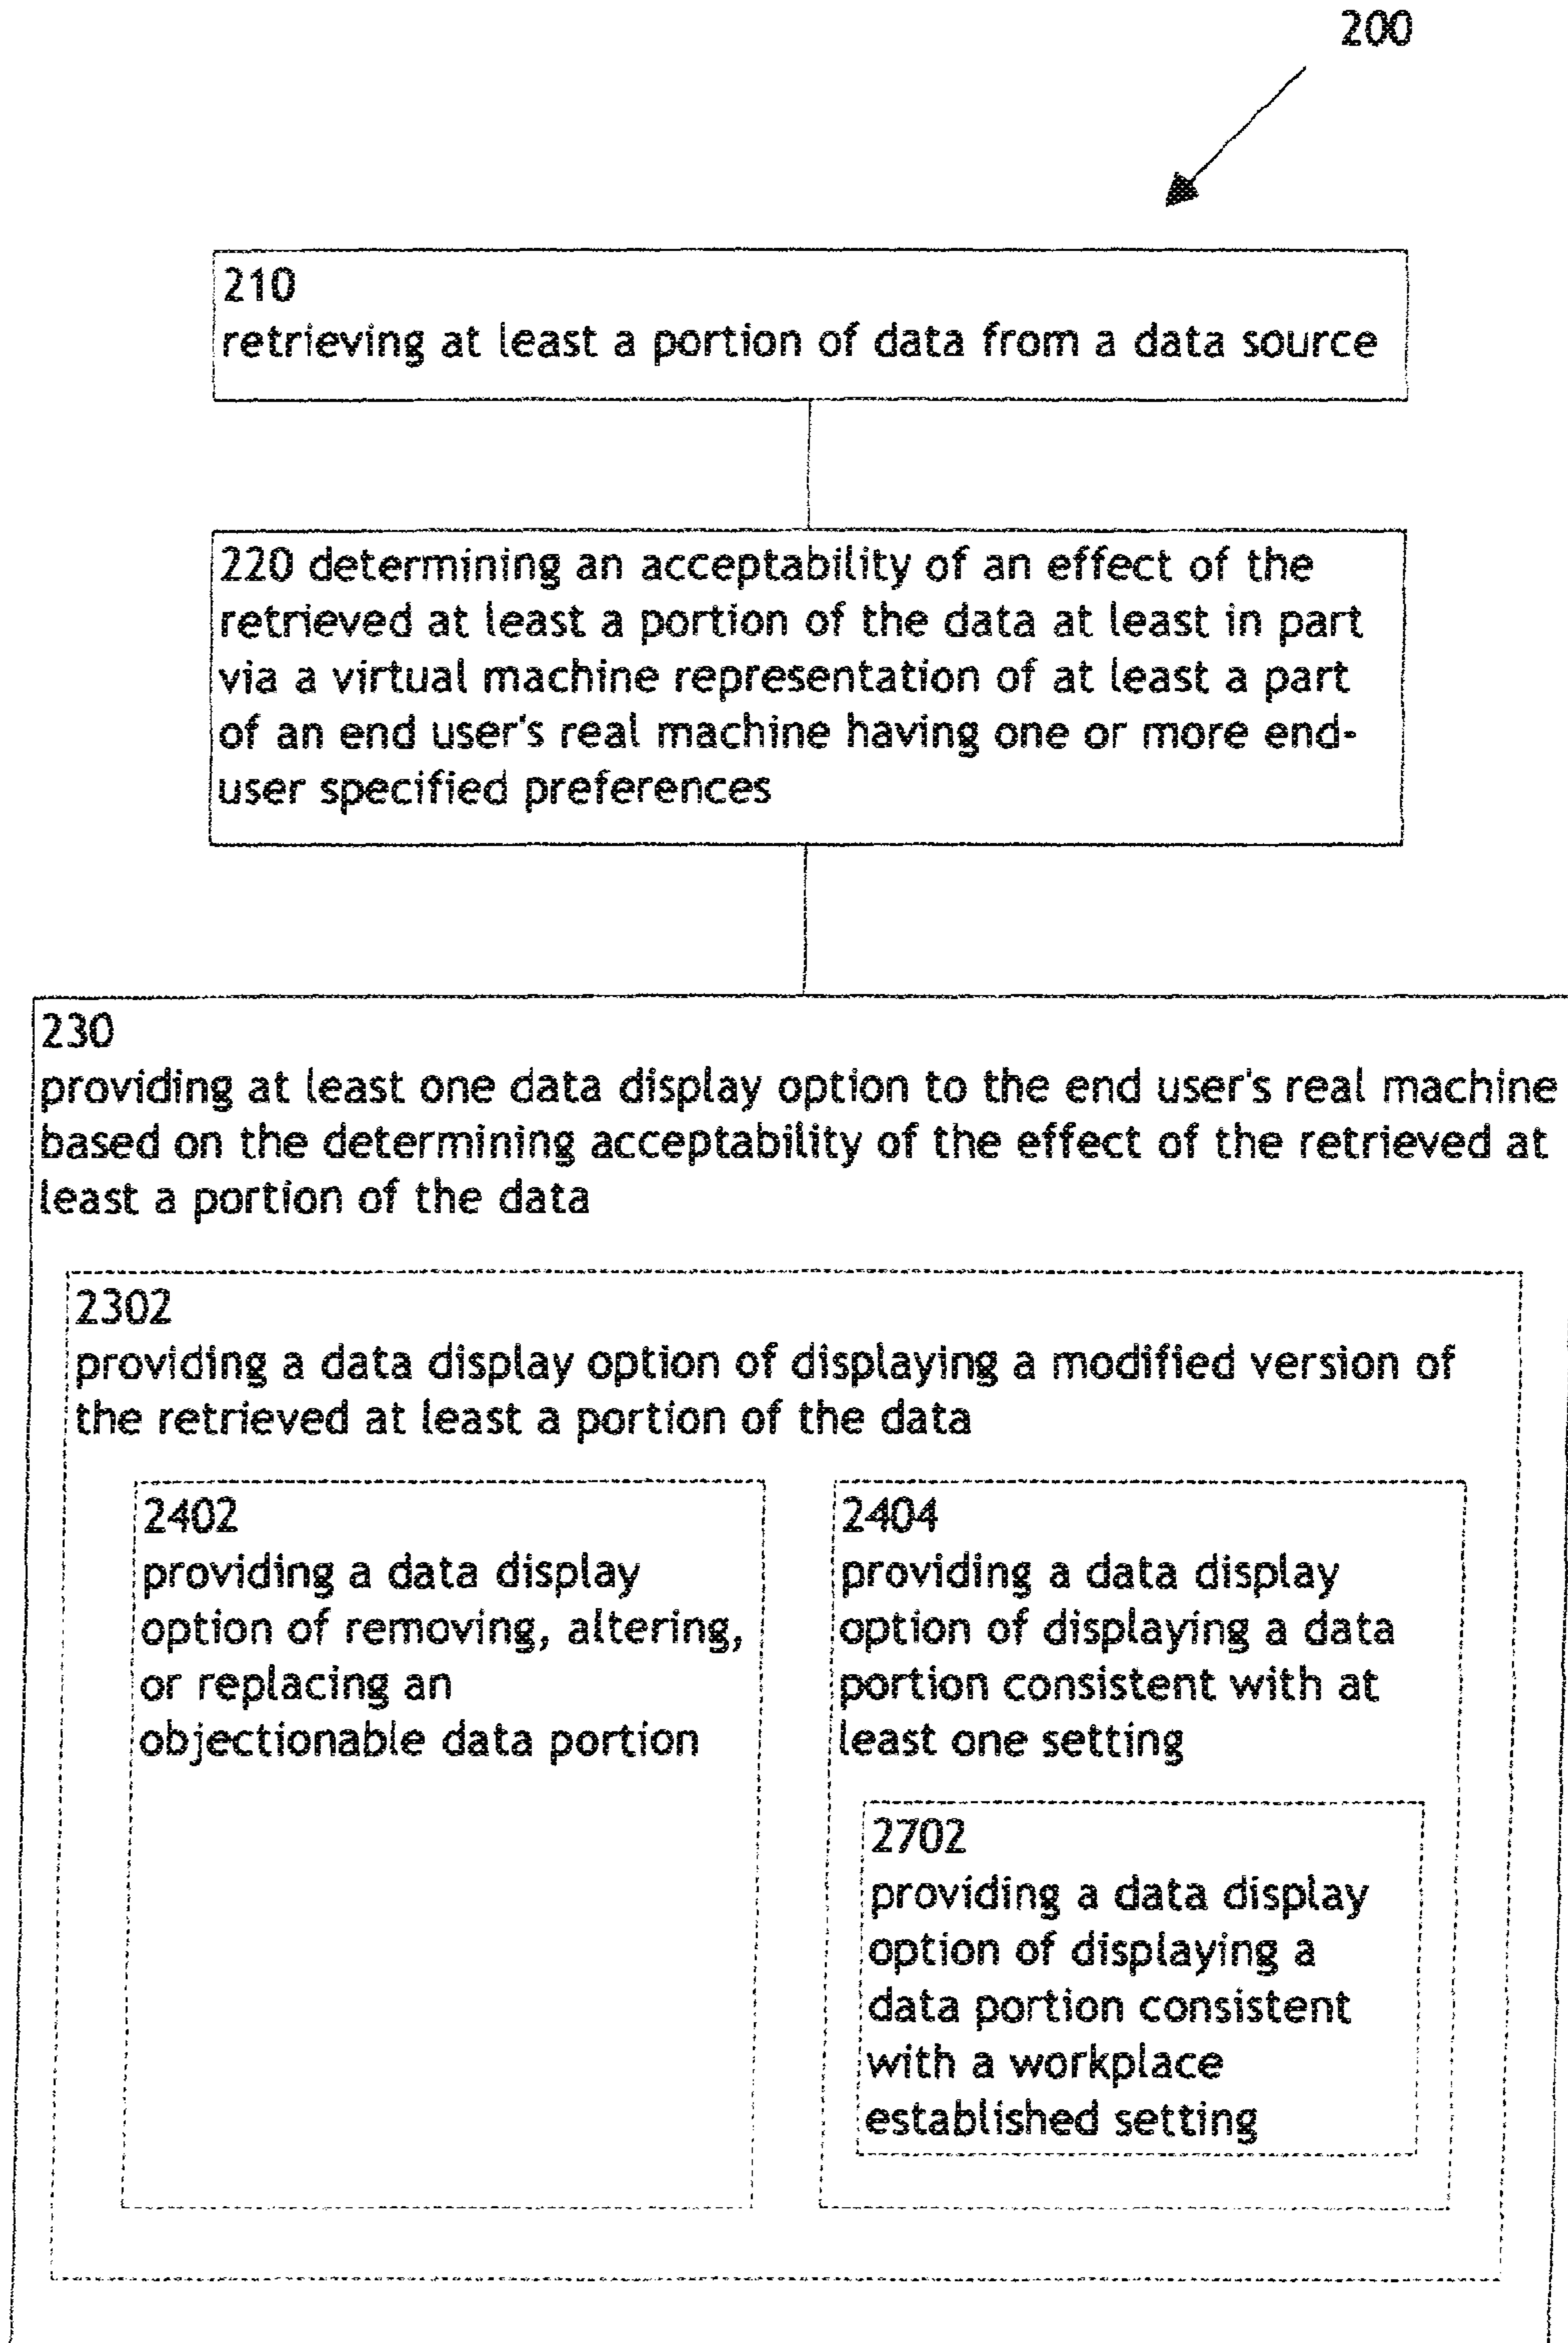 200
210
retrieving at least a portion of data from a data source
220 determining an acceptability of an effect of the
retrieved at least a portion of the data at least in part
via a virtual machine representation of at least a part
of an end user's real machine having one or more end-
user specified preferences
230
providing at least one data display option to the end user's real machine
based on the determining acceptability of the effect of the retrieved at
least a portion of the data
2302
providing a data display option of displaying a modified version of
the retrieved at least a portion of the data
2402
providing a data display
option of removing, altering,
or replacing an
objectionable data portion
2404
providing a data display
option of displaying a data
portion consistent with at
least one setting
2702
providing a data display
option of displaying a
data portion consistent
with a workplace
established setting